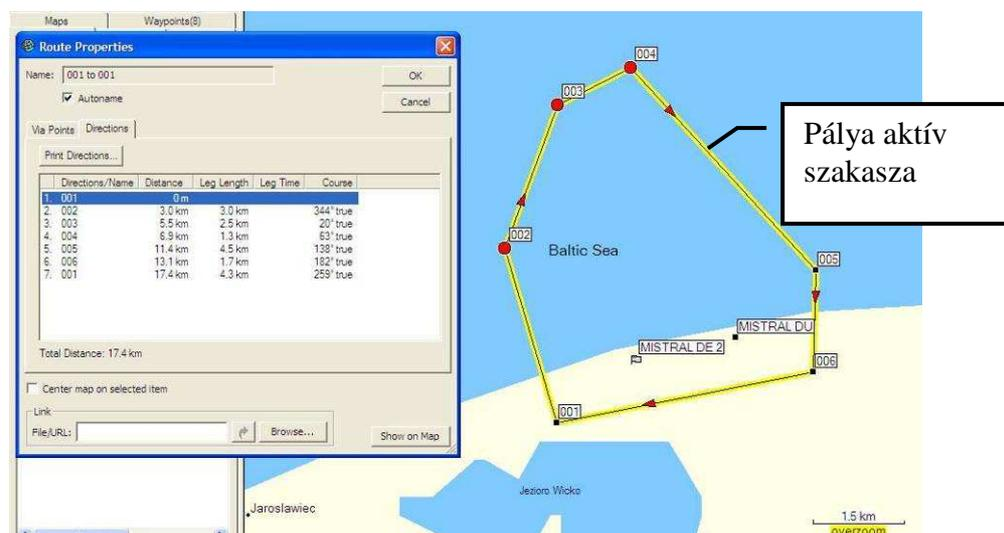 Maps Waypoints(8)
Route Properties
Name: 001 to 001 OK
Autoname Cancel
Via Points Directions
Print Directions...
Directions/Name Distance Leg Length Leg Time Course
1. 001 0 m
2. 002 3.0 km 3.0 km 344° true
3. 003 5.5 km 2.5 km 20° true
4. 004 6.9 km 1.3 km 63° true
5. 005 11.4 km 4.5 km 138° true
6. 006 13.1 km 1.7 km 182° true
7. 001 17.4 km 4.3 km 259° true
Total Distance: 17.4 km
Center map on selected item
Link
File/URL: Browse... Show on Map
004
003
Pálya aktív
szakasza
002
Baltic Sea
005
MISTRAL DU
MISTRAL DE 2
006
001
Jezioro Wicko
Jaroslawiec
1.5 km
overzoom